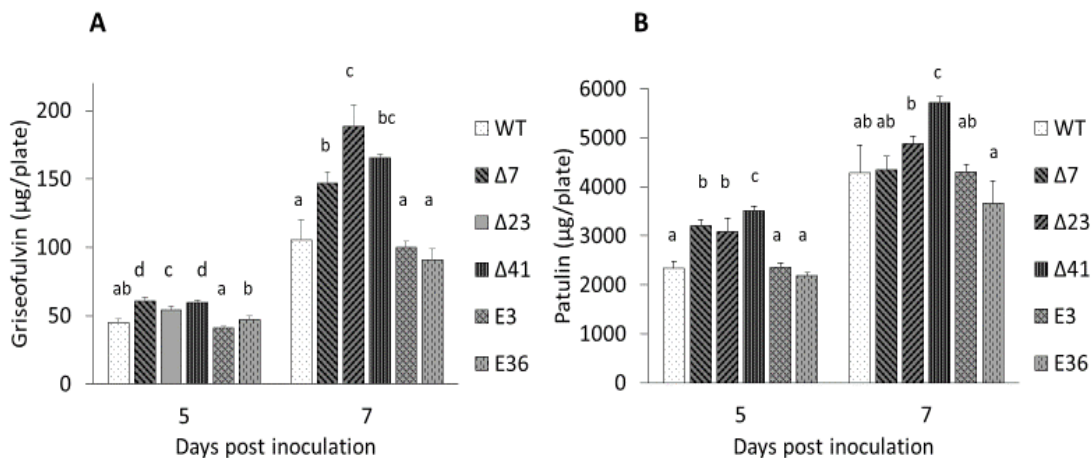 A
Griseofulvin (µg/plate)
200
150
100
50
0
ab
d
c
d
a
b
a
b
c
bc
a
a
5
7
Days post inoculation
WT
Δ7
Δ23
Δ41
E3
E36
B
Patulin (µg/plate)
6000
5000
4000
3000
2000
1000
0
a
b
b
c
a
a
ab
ab
b
c
ab
a
5
7
Days post inoculation
WT
Δ7
Δ23
Δ41
E3
E36